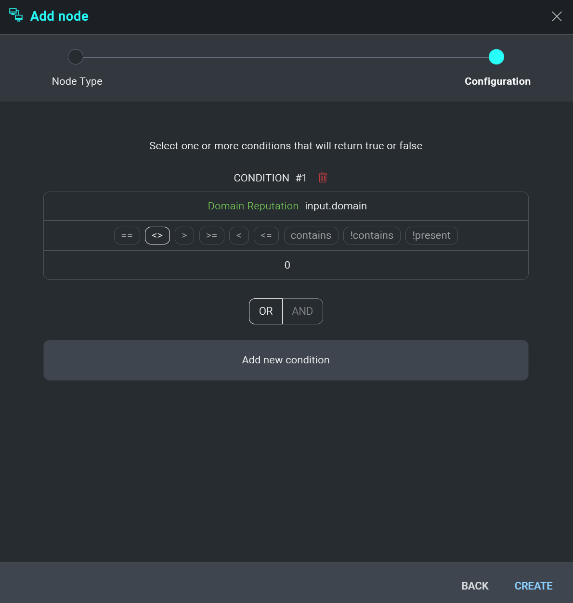 Add node
Node Type Configuration
Select one or more conditions that will return true or false
CONDITION #1
Domain Reputation input.domain
== <> > >= < <= contains !contains !present
0
OR AND
Add new condition
BACK CREATE